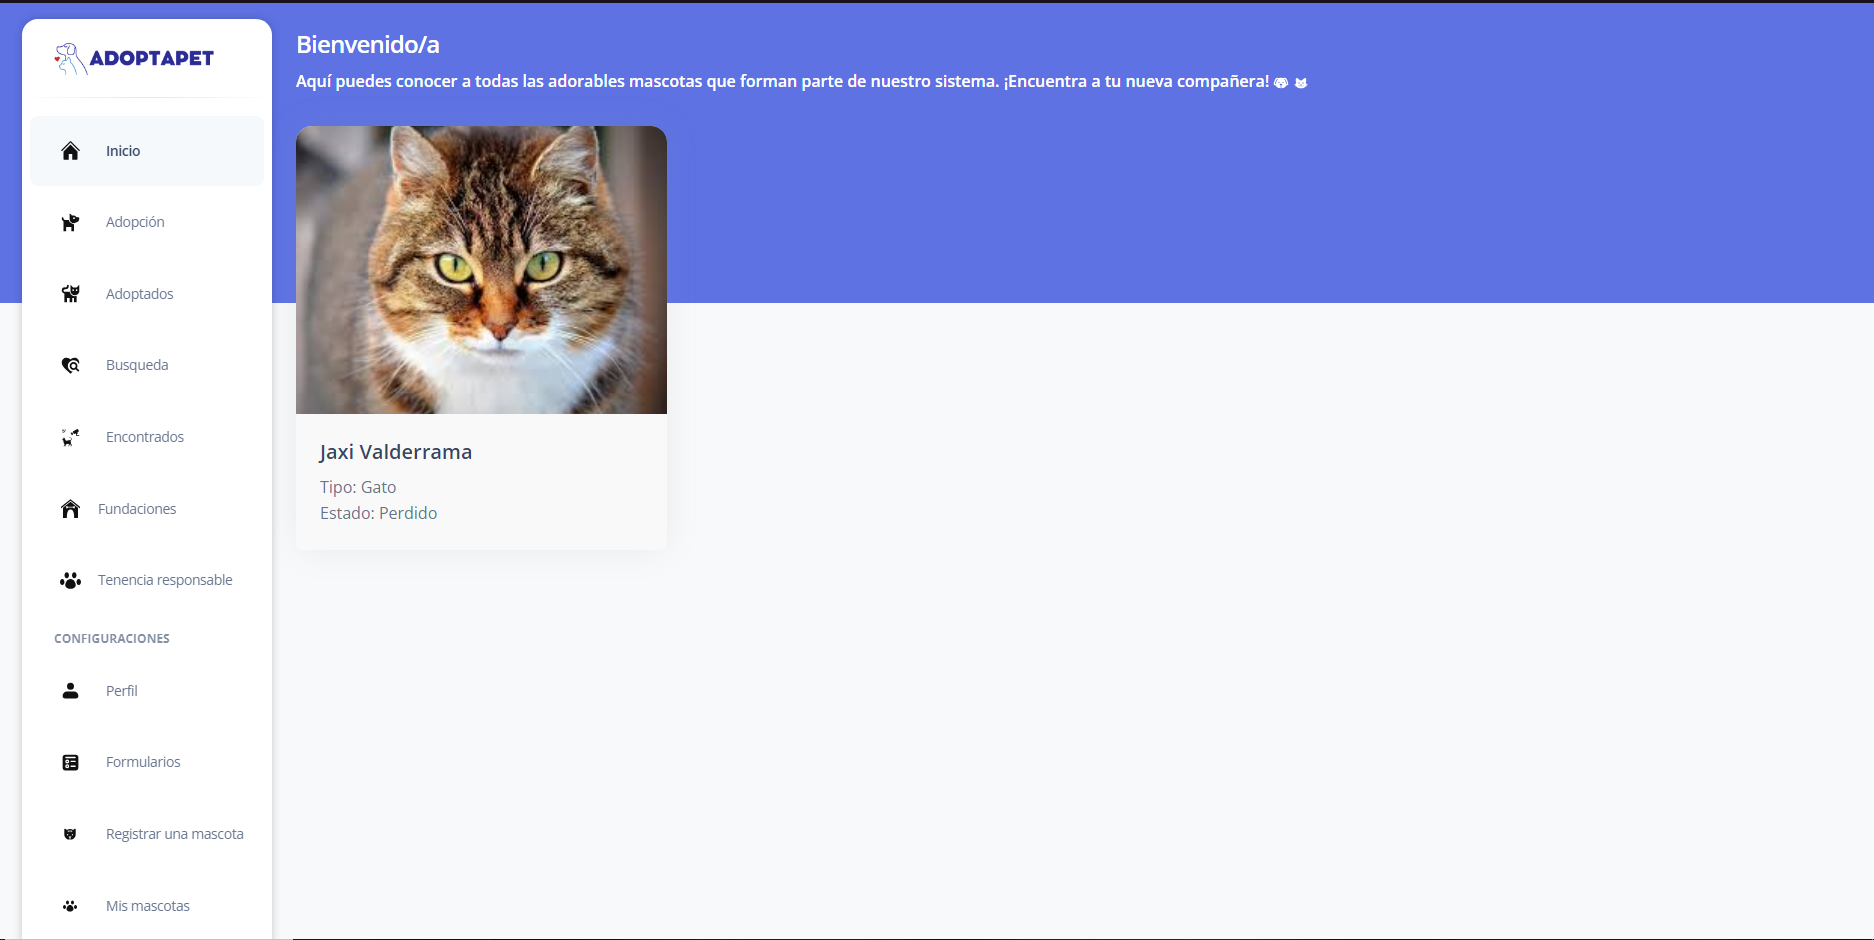 ADOPTAPET
Inicio
Adopción
Adoptados
Busqueda
Encontrados
Fundaciones
Tenencia responsable
CONFIGURACIONES
Perfil
Formularios
Registrar una mascota
Mis mascotas
Bienvenido/a
Aquí puedes conocer a todas las adorables mascotas que forman parte de nuestro sistema. ¡Encuentra a tu nueva compañera!
Jaxi Valderrama
Tipo: Gato
Estado: Perdido